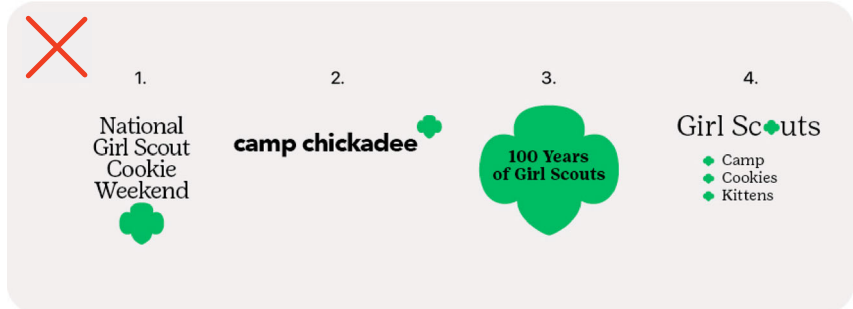 1.
National
Girl Scout
Cookie
Weekend
2.
camp chickadee
3.
100 Years
of Girl Scouts
4.
Girl Scouts
Camp
Cookies
Kittens